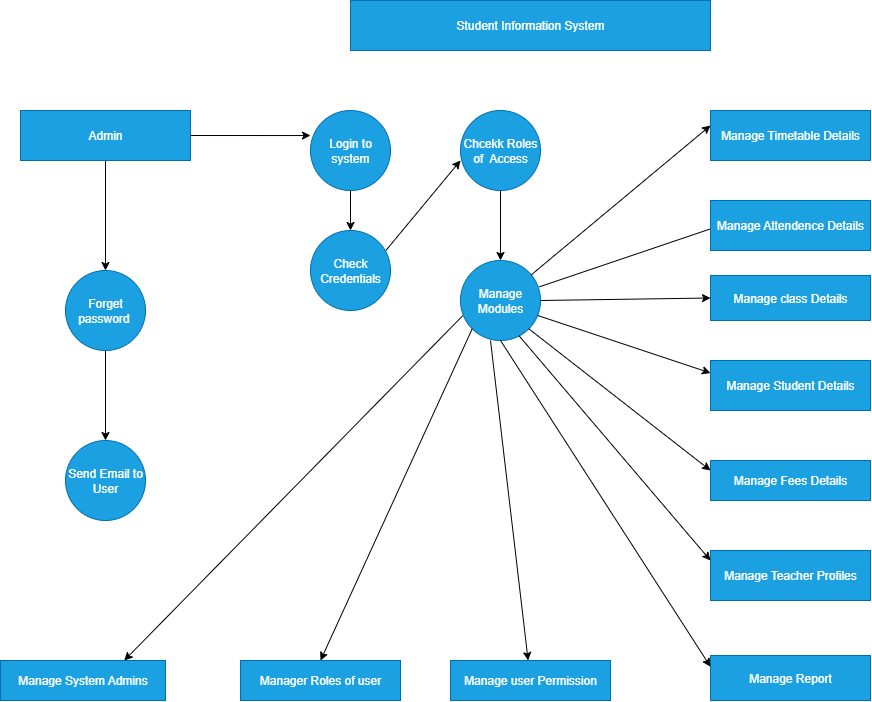 Student Information System
Admin
Login to
system
Chcekk Roles
of Access
Manage Timetable Details
Manage Attendence Details
Check
Credentials
Manage
Modules
Manage class Details
Forget
password
Manage Student Details
Send Email to
User
Manage Fees Details
Manage Teacher Profiles
Manage System Admins
Manager Roles of user
Manage user Permission
Manage Report